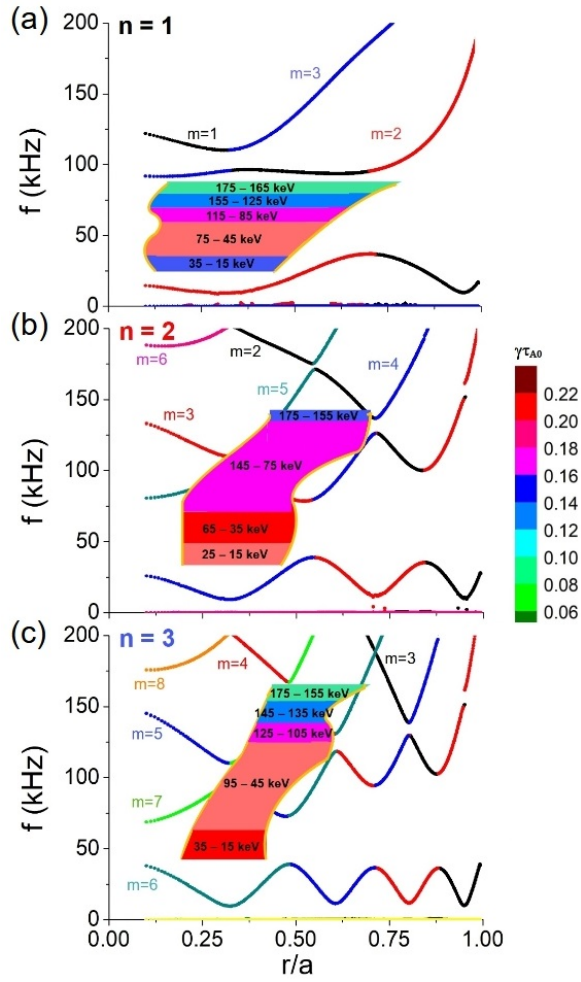 (a)
n = 1
200
150
100
50
0
f (kHz)
m=1
m=3
m=2
175 – 165 keV
155 – 125 keV
115 – 85 keV
75 – 45 keV
35 – 15 keV
(b)
n = 2
200
150
100
50
0
f (kHz)
m=6
m=2
m=5
m=4
m=3
175 – 155 keV
145 – 75 keV
65 – 35 keV
25 – 15 keV
γτA0
0.22
0.20
0.18
0.16
0.14
0.12
0.10
0.08
0.06
(c)
n = 3
200
150
100
50
0
f (kHz)
m=8
m=4
m=3
m=5
m=7
m=6
175 – 155 keV
145 – 135 keV
125 – 105 keV
95 – 45 keV
35 – 15 keV
0.00
0.25
0.50
0.75
1.00
r/a